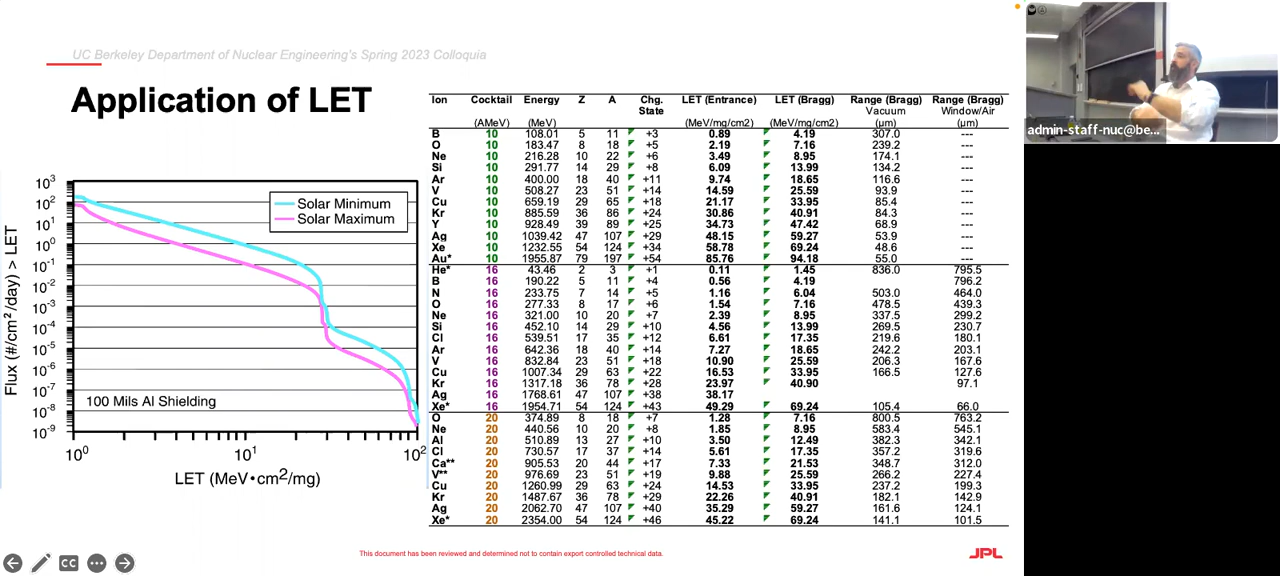 UC Berkeley Department of Nuclear Engineering's Spring 2023 Colloquia
Application of LET
10³
10²
10¹
10⁰
10⁻¹
10⁻²
10⁻³
10⁻⁴
10⁻⁵
10⁻⁶
10⁻⁷
10⁻⁸
10⁻⁹
Flux (#/cm²/day) > LET
Solar Minimum
Solar Maximum
100 Mils Al Shielding
10⁰ 10¹ 10²
LET (MeV•cm2/mg)
Ion Cocktail Energy Z A Chg. LET (Entrance) LET (Bragg) Range (Bragg) Range (Bragg)
State Vacuum Window/Air
(AMeV) (MeV) (MeV/mg/cm2) (MeV/mg/cm2) (µm) (µm)
B 10 108.01 5 11 +3 0.89 4.19 307.0 ---
O 10 183.47 8 18 +5 2.19 7.16 239.2 ---
Ne 10 216.28 10 22 +6 3.49 8.95 174.1 ---
Si 10 291.77 14 29 +8 6.09 13.99 134.2 ---
Ar 10 400.00 18 40 +11 9.74 18.65 116.6 ---
V 10 508.27 23 51 +14 14.59 25.59 93.9 ---
Cu 10 659.19 29 65 +18 21.17 33.95 85.4 ---
Kr 10 885.59 36 86 +24 30.86 40.91 84.3 ---
Y 10 928.49 39 89 +25 34.73 47.42 68.9 ---
Ag 10 1039.42 47 107 +29 48.15 59.27 53.9 ---
Xe 10 1232.55 54 124 +34 58.78 69.24 48.6 ---
Au* 10 1955.87 79 197 +54 85.76 94.18 55.0 ---
He* 16 43.46 2 3 +1 0.11 1.45 836.0 795.5
B 16 190.22 5 11 +4 0.56 4.19 796.2
N 16 233.75 7 14 +5 1.16 6.04 503.0 464.0
O 16 277.33 8 17 +6 1.54 7.16 478.5 439.3
Ne 16 321.00 10 20 +7 2.39 8.95 337.5 299.2
Si 16 452.10 14 29 +10 4.56 13.99 269.5 230.7
Cl 16 539.51 17 35 +12 6.61 17.35 219.6 180.1
Ar 16 642.36 18 40 +14 7.27 18.65 242.2 203.1
V 16 832.84 23 51 +18 10.90 25.59 206.3 167.6
Cu 16 1007.34 29 63 +22 16.53 33.95 166.5 127.6
Kr 16 1317.18 36 78 +28 23.97 40.90 97.1
Ag 16 1768.61 47 107 +38 38.17
Xe* 16 1954.71 54 124 +43 49.29 69.24 105.4 66.0
O 20 374.89 8 18 +7 1.28 7.16 800.5 763.2
Ne 20 440.56 10 20 +8 1.85 8.95 583.4 545.1
Al 20 510.89 13 27 +10 3.50 12.49 382.3 342.1
Cl 20 730.57 17 37 +14 5.61 17.35 357.2 319.6
Ca** 20 905.53 20 44 +17 7.33 21.53 348.7 312.0
V** 20 976.69 23 51 +19 9.88 25.59 266.2 227.4
Cu 20 1260.99 29 63 +24 14.53 33.95 237.2 199.3
Kr 20 1487.67 36 78 +29 22.26 40.91 182.1 142.9
Ag 20 2062.70 47 107 +40 35.29 59.27 161.6 124.1
Xe* 20 2354.00 54 124 +46 45.22 69.24 141.1 101.5
CC
This document has been reviewed and determined not to contain export controlled technical data.
JPL
admin-staff-nuc@be...